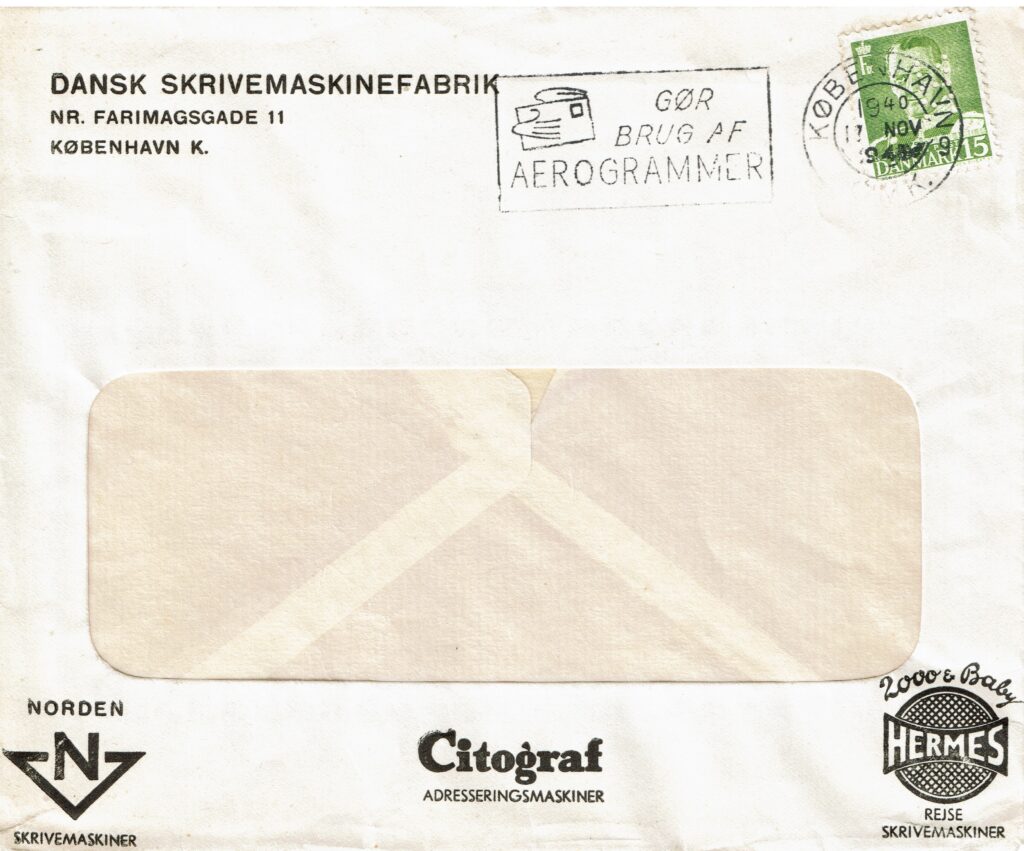 DANSK SKRIVEMASKINEFABRIK
NR. FARIMAGSGADE 11
KØBENHAVN K.
GØR
BRUG AF
AEROGRAMMER
KØBENHAVN
1940
NOV
K.
DANMARK 15
NORDEN
N
SKRIVEMASKINER
Citograf
ADRESSERINGSMASKINER
2000 & Baby
HERMES
REJSE
SKRIVEMASKINER